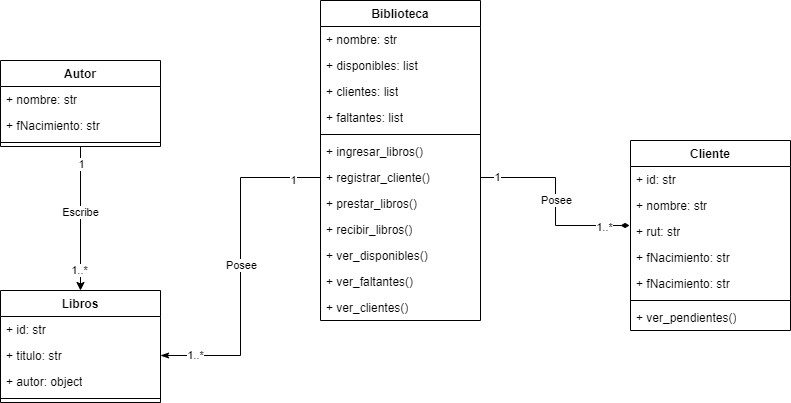 Biblioteca
+ nombre: str
+ disponibles: list
+ clientes: list
+ faltantes: list
+ ingresar_libros()
+ registrar_cliente()
+ prestar_libros()
+ recibir_libros()
+ ver_disponibles()
+ ver_faltantes()
+ ver_clientes()
Autor
+ nombre: str
+ fNacimiento: str
1
Escribe
1..*
Libros
+ id: str
+ titulo: str
+ autor: object
1
Posee
1..*
1
Posee
1..*
Cliente
+ id: str
+ nombre: str
+ rut: str
+ fNacimiento: str
+ fNacimiento: str
+ ver_pendientes()